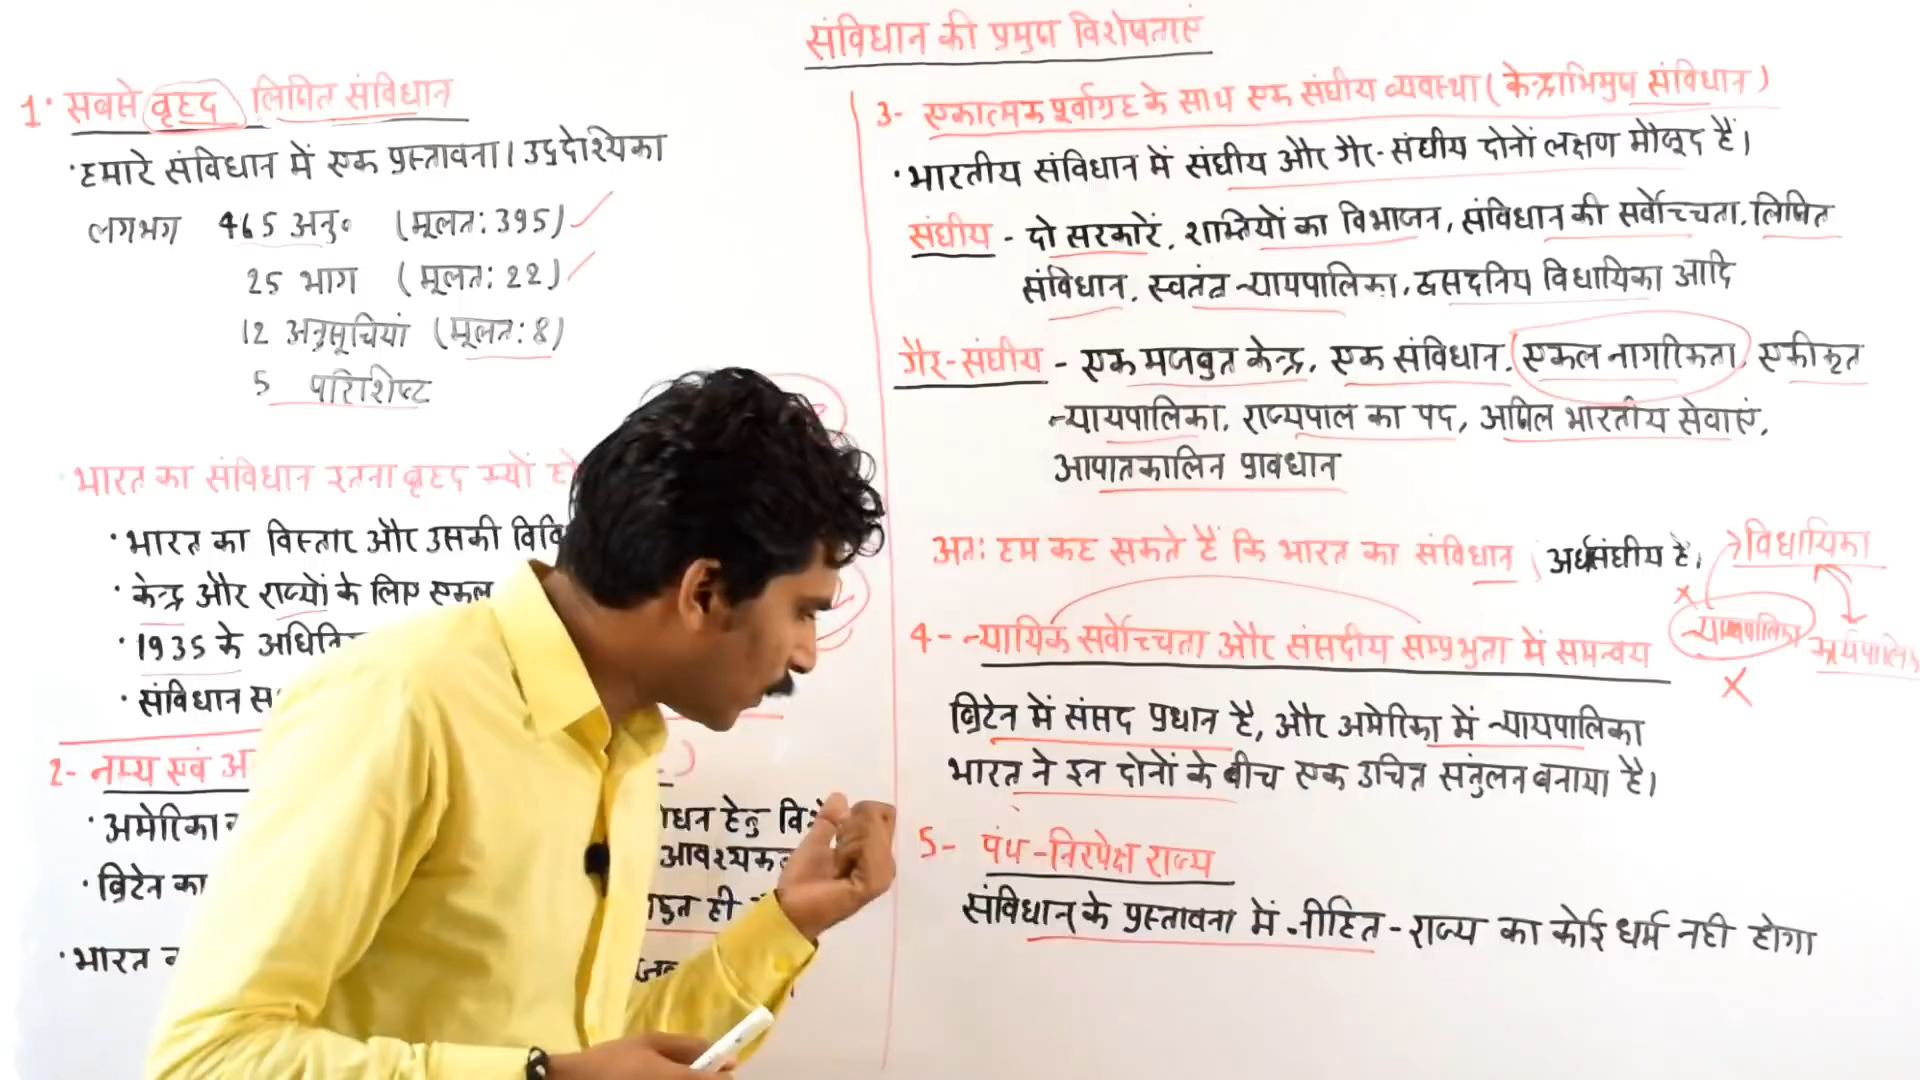 संविधान की प्रमुख विशेषताएं
1. सबसे वृहद लिखित संविधान
· हमारे संविधान में एक प्रस्तावना। उद्देश्यिका
लगभग 465 अनु० (मूलत: 395)
25 भाग (मूलत: 22)
12 अनुसूचियां (मूलत: 8)
5 परिशिष्ट
· भारत का संविधान इतना वृहद क्यों
· भारत का विस्तार और उसकी
· केन्द्र और राज्यों के लिए एकल
· 1935 के
· संविधान
2- नम्य एवं
· अमेरिका
हेतु
· ब्रिटेन का
ही
· भारत
3- एकात्मक पूर्वाग्रह के साथ एक संघीय व्यवस्था (केन्द्राभिमुख संविधान)
· भारतीय संविधान में संघीय और गैर-संघीय दोनों लक्षण मौजूद हैं।
संघीय - दो सरकारें, शक्तियों का विभाजन, संविधान की सर्वोच्चता, लिखित
संविधान, स्वतंत्र न्यायपालिका, द्वसदनिय विधायिका आदि
गैर-संघीय - एक मजबुत केन्द्र, एक संविधान, एकल नागरिकता, एकीकृत
न्यायपालिका, राज्यपाल का पद, अखिल भारतीय सेवाएं,
आपातकालिन प्रावधान
अतः हम कह सकते हैं कि भारत का संविधान अर्धसंघीय है।
विधायिका
न्यायपालिका
4- न्यायिक सर्वोच्चता और संसदीय सम्प्रभुता में समन्वय
ब्रिटेन में संसद प्रधान है, और अमेरिका में न्यायपालिका
भारत ने इन दोनों के बीच एक उचित संतुलन बनाया है।
5- पंथ-निरपेक्ष राज्य
संविधान के प्रस्तावना में नीहित - राज्य का कोई धर्म नही होगा